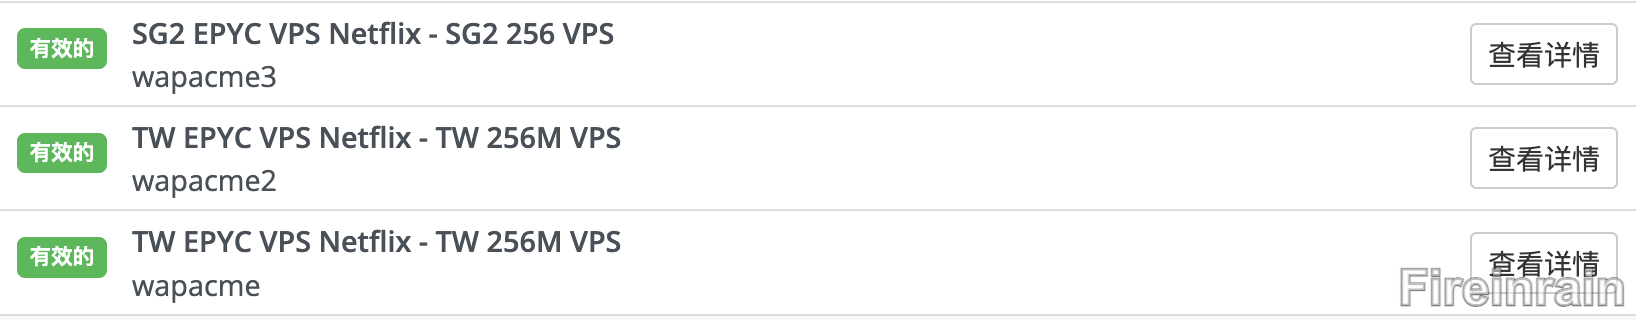 有效的
SG2 EPYC VPS Netflix - SG2 256 VPS
wapacme3
查看详情
有效的
TW EPYC VPS Netflix - TW 256M VPS
wapacme2
查看详情
有效的
TW EPYC VPS Netflix - TW 256M VPS
wapacme
查看详情
Fireinrain